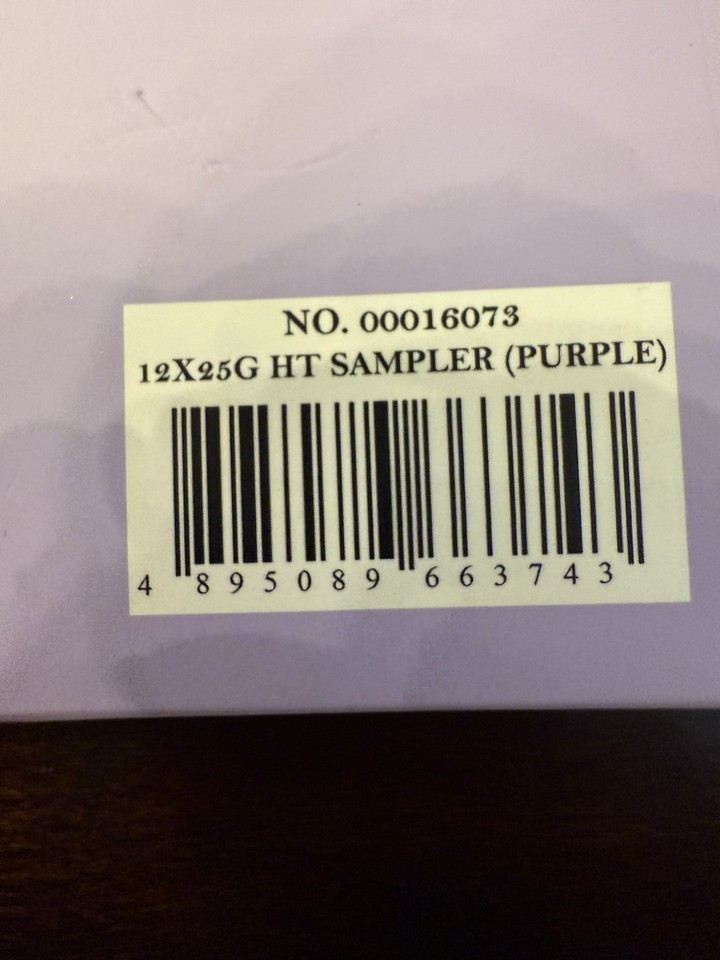 NO. 00016073
12X25G HT SAMPLER (PURPLE)
4 895089 663743